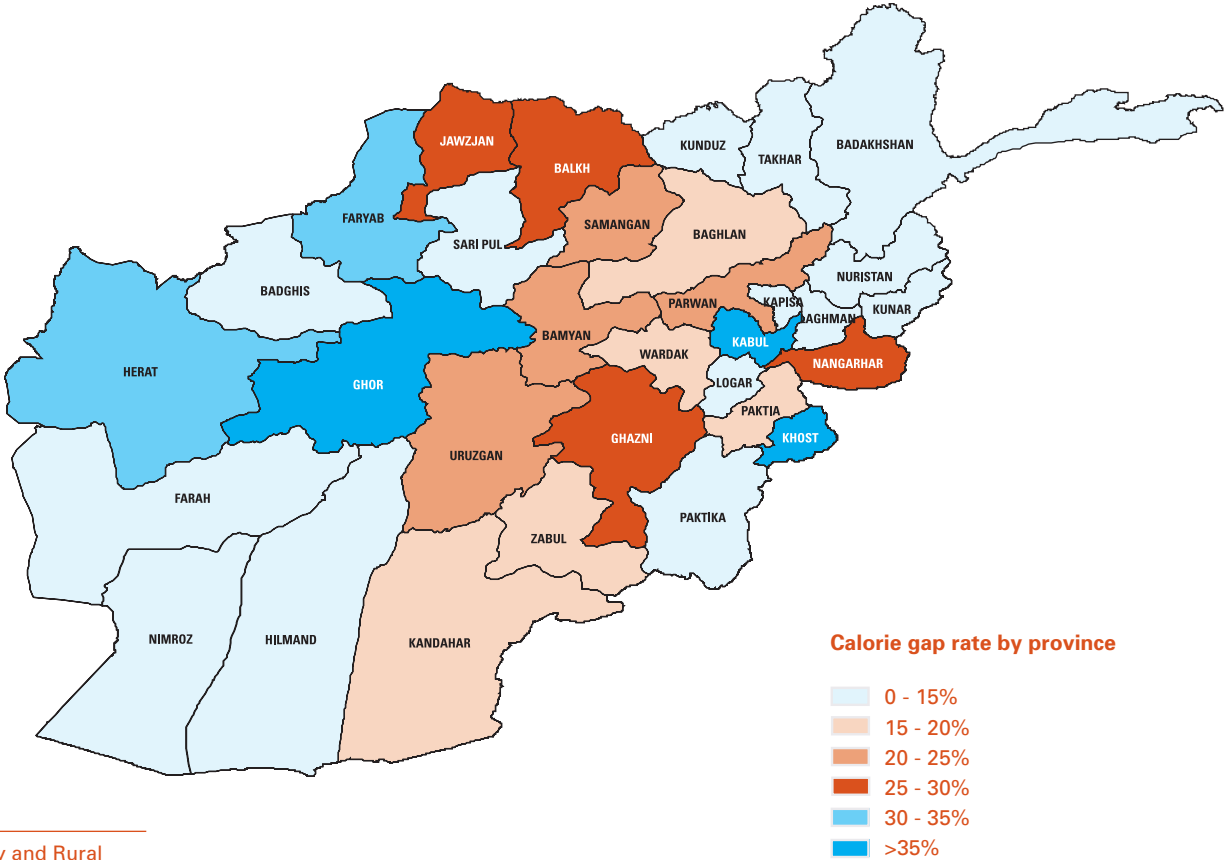 BADAKHSHAN
JAWZJAN
KUNDUZ
TAKHAR
BALKH
FARYAB
SAMANGAN
BAGHLAN
SARI PUL
NURISTAN
BADGHIS
PARWAN
KAPISA
KUNAR
LAGHMAN
BAMYAN
KABUL
WARDAK
NANGARHAR
HERAT
GHOR
LOGAR
PAKTIA
GHAZNI
KHOST
URUZGAN
FARAH
PAKTIKA
ZABUL
NIMROZ
HILMAND
KANDAHAR
Calorie gap rate by province
0 - 15%
15 - 20%
20 - 25%
25 - 30%
30 - 35%
>35%
and Rural